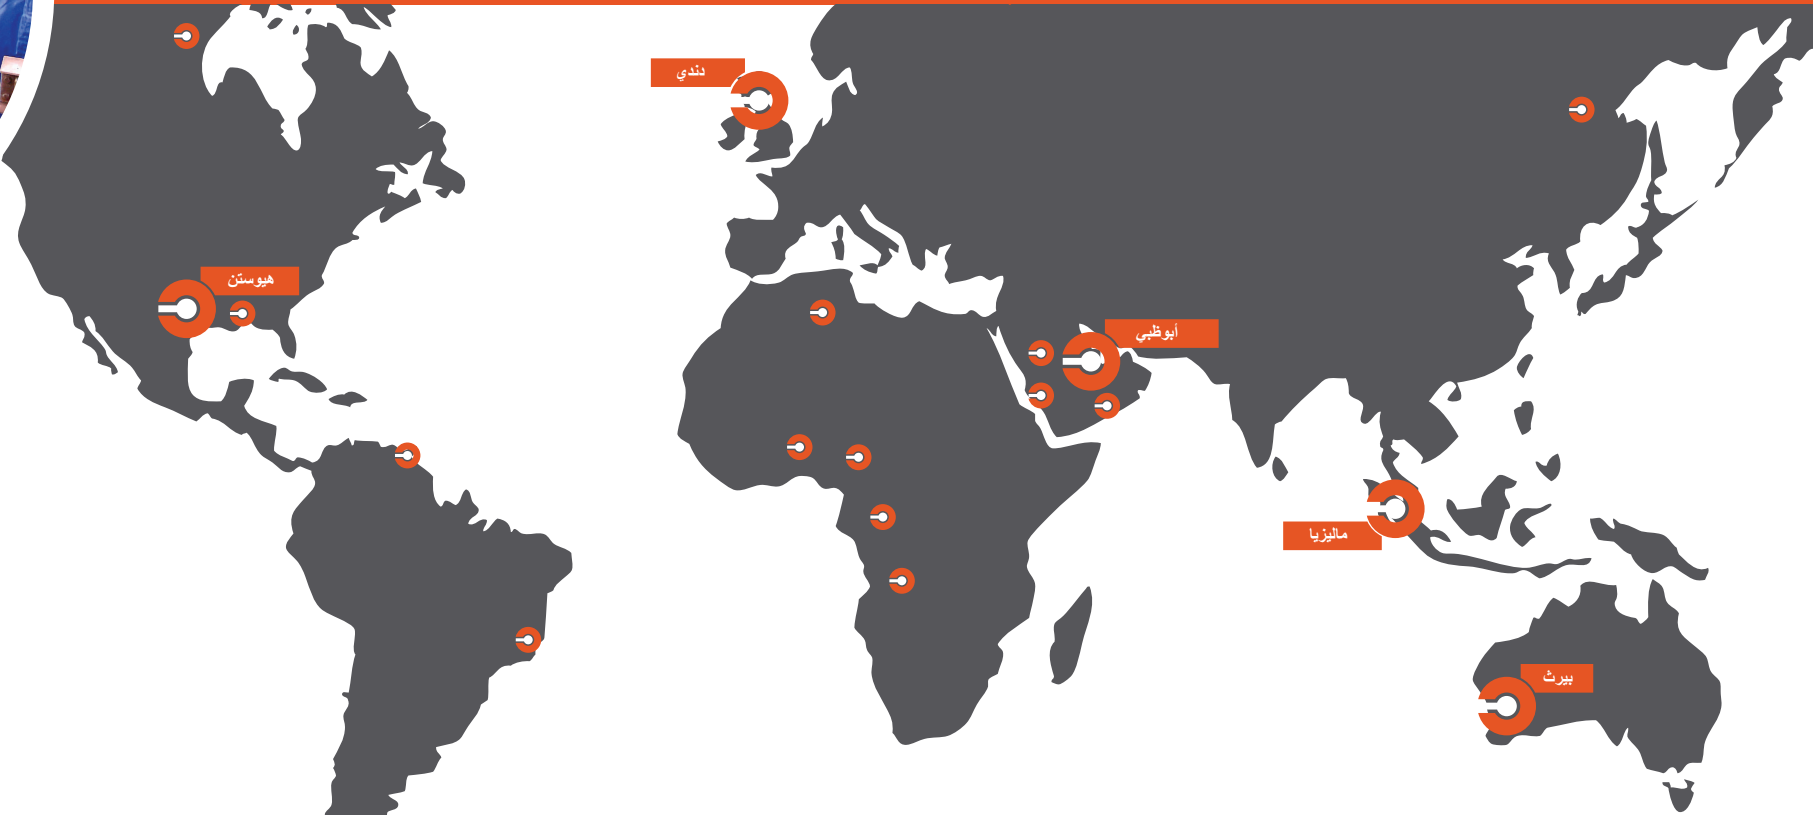 دندي
هيوستن
أبوظبي
ماليزيا
بيرث